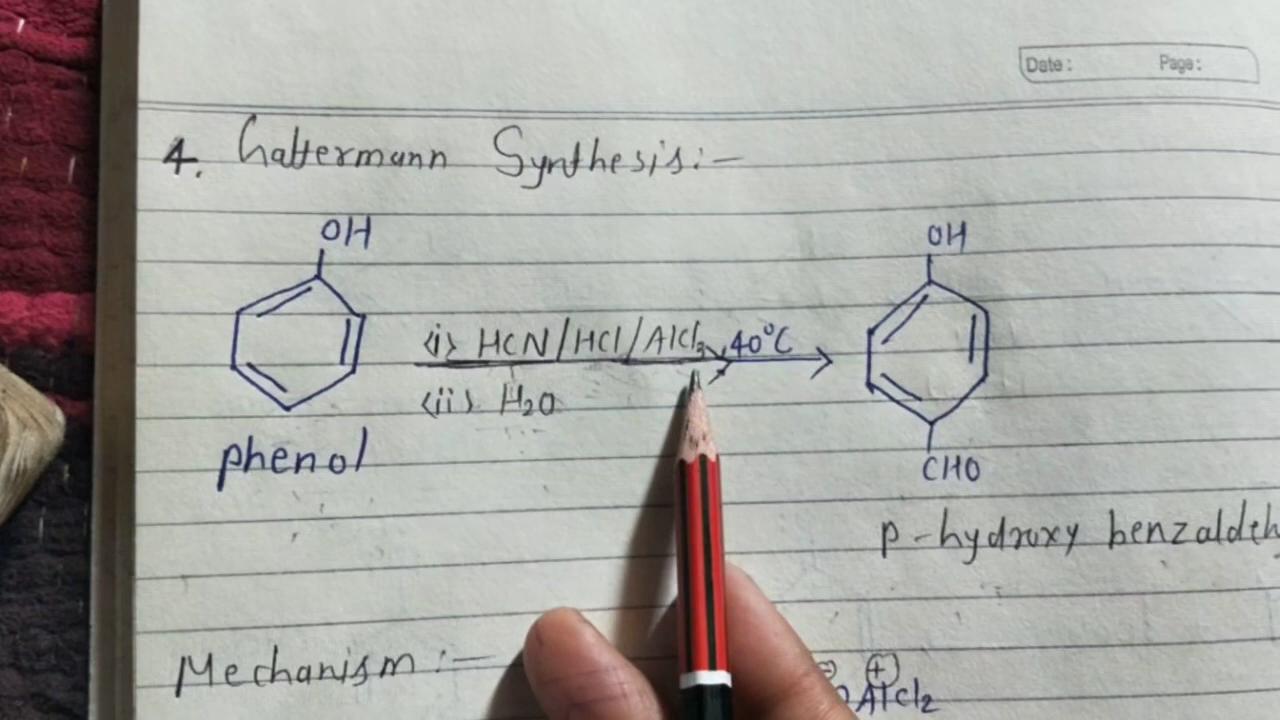 Date: Page:
4. Gattermann Synthesis:-
OH OH
(i) HCN/HCl/AlCl3, 40°C
(ii) H2O
phenol
CHO
p-hydroxy benzaldeh
Mechanism:-
⊕
AlCl2